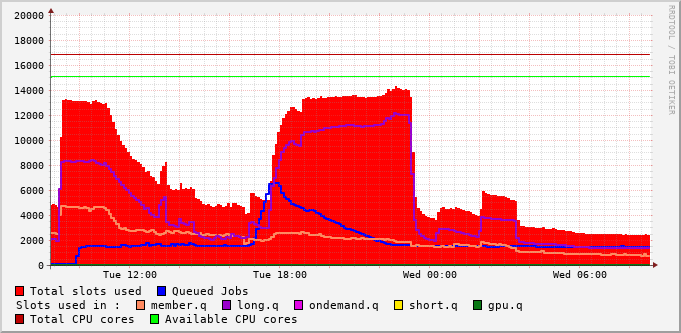 20000
18000
16000
14000
12000
10000
8000
6000
4000
2000
0
Tue 12:00 Tue 18:00 Wed 00:00 Wed 06:00
RRDTOOL / TOBI OETIKER
Total slots used Queued Jobs
Slots used in : member.q long.q ondemand.q short.q gpu.q
Total CPU cores Available CPU cores